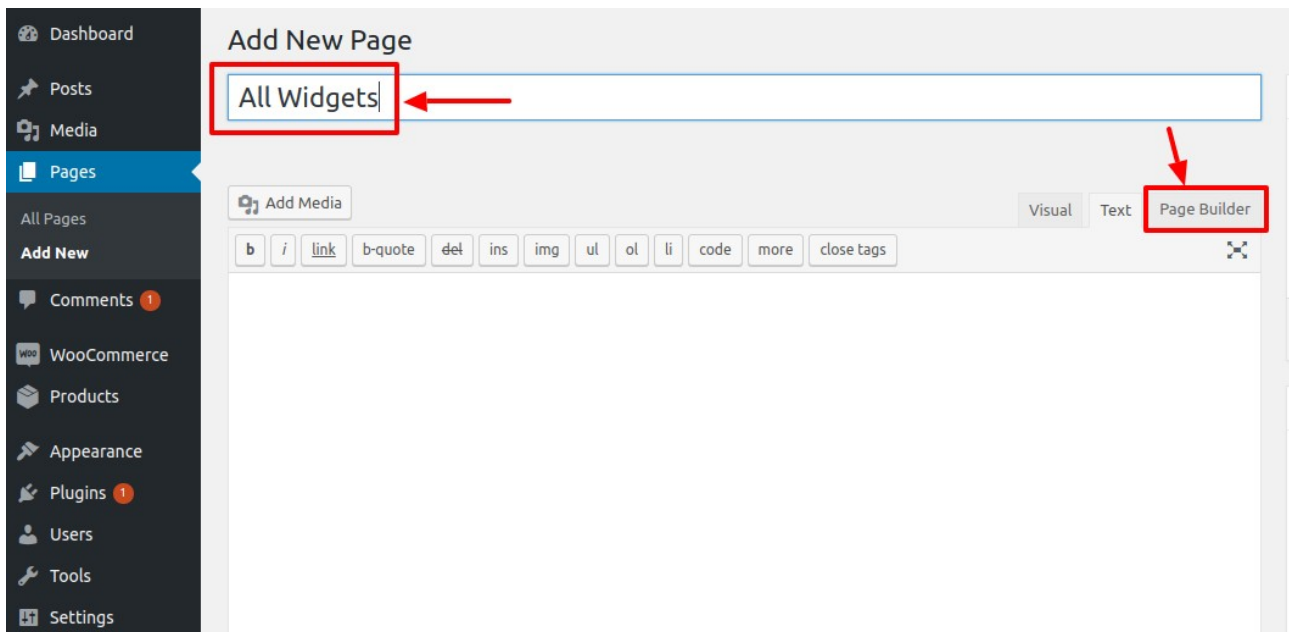 Dashboard
Posts
Media
Pages
All Pages
Add New
Comments 1
WOO WooCommerce
Products
Appearance
Plugins 1
Users
Tools
Settings
Add New Page
All Widgets
Add Media
Visual Text Page Builder
b i link b-quote del ins img ul ol li code more close tags